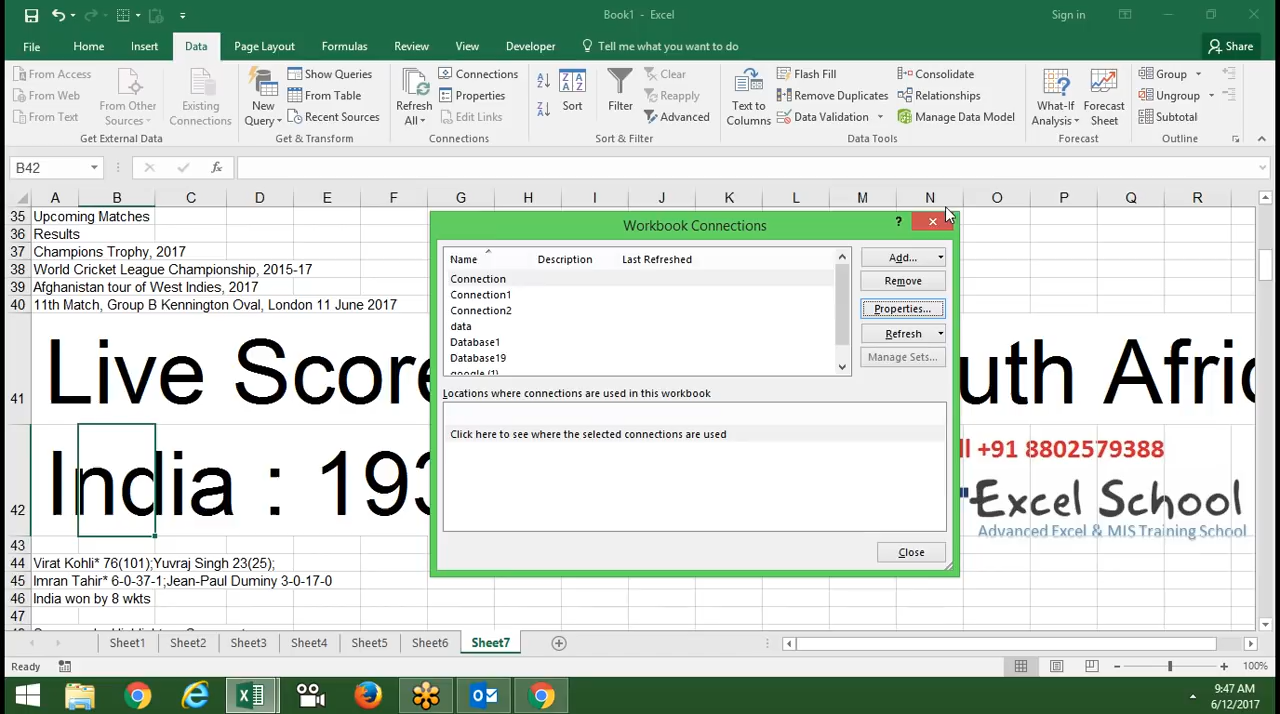 Book1 - Excel
Sign in
File Home Insert Data Page Layout Formulas Review View Developer Tell me what you want to do Share
From Access
From Web
From Text
From Other Sources
Existing Connections
Get External Data
New Query
Show Queries
From Table
Recent Sources
Get & Transform
Refresh All
Connections
Properties
Edit Links
Connections
Sort
Filter
Clear
Reapply
Advanced
Sort & Filter
Text to Columns
Flash Fill
Remove Duplicates
Data Validation
Consolidate
Relationships
Manage Data Model
Data Tools
What-If Analysis
Forecast Sheet
Forecast
Group
Ungroup
Subtotal
Outline
B42
fx
A B C D E F G H I J K L M N O P Q R
35 Upcoming Matches
36 Results
37 Champions Trophy, 2017
38 World Cricket League Championship, 2015-17
39 Afghanistan tour of West Indies, 2017
40 11th Match, Group B Kennington Oval, London 11 June 2017
41 Live Score uth Afric
42 India : 193
43
44 Virat Kohli* 76(101);Yuvraj Singh 23(25);
45 Imran Tahir* 6-0-37-1;Jean-Paul Duminy 3-0-17-0
46 India won by 8 wkts
47
Workbook Connections
?
Name Description Last Refreshed
Connection
Connection1
Connection2
data
Database1
Database19
google (1)
Add...
Remove
Properties...
Refresh
Manage Sets...
Locations where connections are used in this workbook
Click here to see where the selected connections are used
Close
ll +91 8802579388
"Excel School
Advanced Excel & MIS Training School
Sheet1 Sheet2 Sheet3 Sheet4 Sheet5 Sheet6 Sheet7
Ready
100%
9:47 AM
6/12/2017